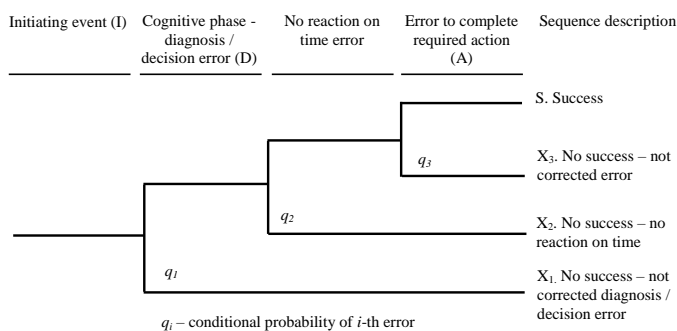 Initiating event (I)
Cognitive phase -
diagnosis /
decision error (D)
No reaction on
time error
Error to complete
required action
(A)
Sequence description
S. Success
q3
X3. No success – not
corrected error
q2
X2. No success – no
reaction on time
q1
X1. No success – not
corrected diagnosis /
decision error
qi – conditional probability of i-th error